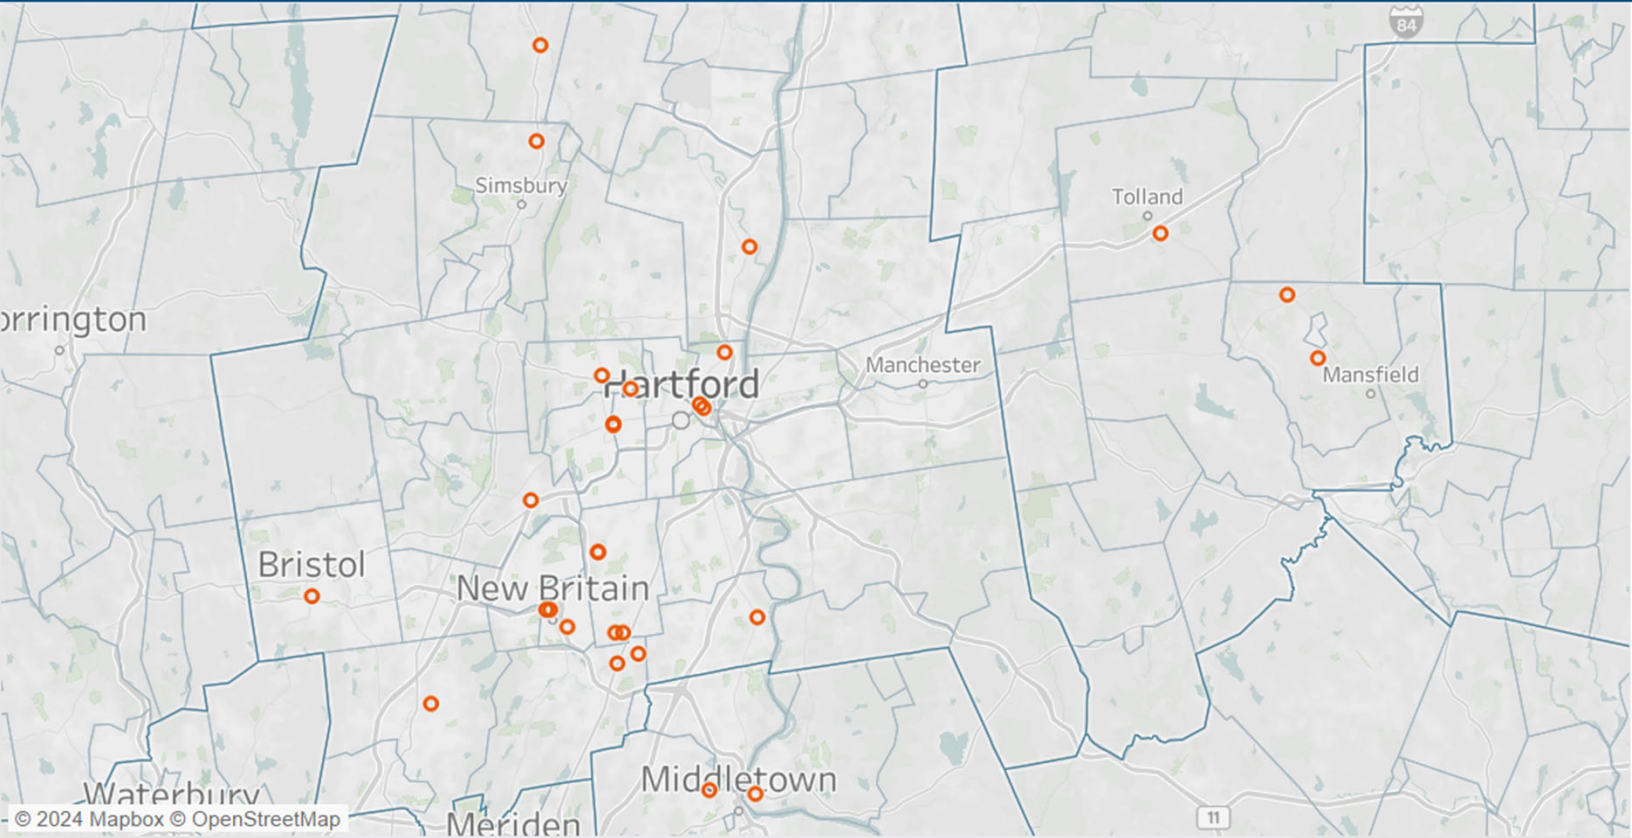 84
Simsbury
Tolland
orrington
Manchester
Hartford
Mansfield
Bristol
New Britain
Middletown
Waterbury
© 2024 Mapbox © OpenStreetMap
Meriden
11